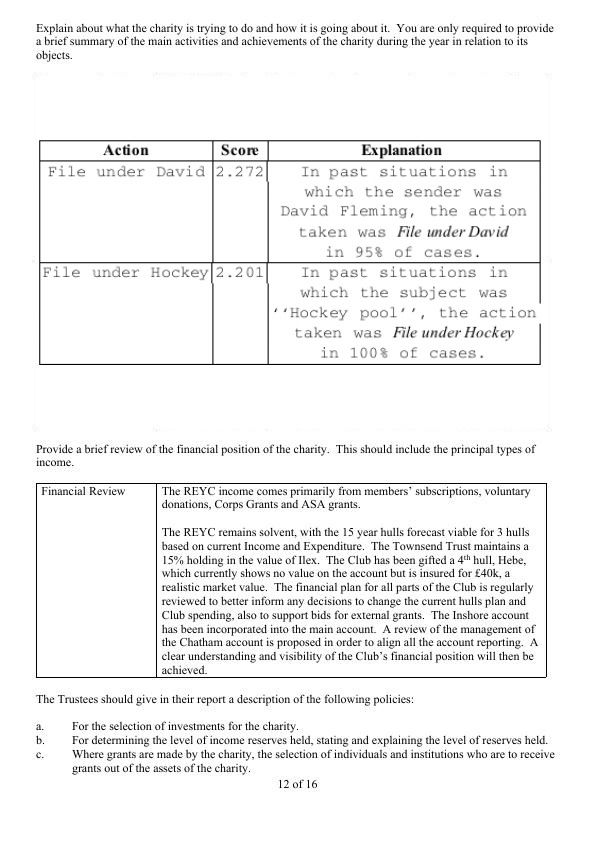 Explain about what the charity is trying to do and how it is going about it.  You are only required to provide
a brief summary of the main activities and achievements of the charity during the year in relation to its
objects.
Action Score Explanation
File under David 2.272 In past situations in
which the sender was
David Fleming, the action
taken was File under David
in 95% of cases.
File under Hockey 2.201 In past situations in
which the subject was
‘‘Hockey pool’’, the action
taken was File under Hockey
in 100% of cases.
Provide a brief review of the financial position of the charity.  This should include the principal types of
income.
Financial Review The REYC income comes primarily from members’ subscriptions, voluntary
donations, Corps Grants and ASA grants.
The REYC remains solvent, with the 15 year hulls forecast viable for 3 hulls
based on current Income and Expenditure.  The Townsend Trust maintains a
15% holding in the value of Ilex.  The Club has been gifted a 4th hull, Hebe,
which currently shows no value on the account but is insured for £40k, a
realistic market value.  The financial plan for all parts of the Club is regularly
reviewed to better inform any decisions to change the current hulls plan and
Club spending, also to support bids for external grants.  The Inshore account
has been incorporated into the main account.  A review of the management of
the Chatham account is proposed in order to align all the account reporting.  A
clear understanding and visibility of the Club’s financial position will then be
achieved.
The Trustees should give in their report a description of the following policies:
a. For the selection of investments for the charity.
b. For determining the level of income reserves held, stating and explaining the level of reserves held.
c. Where grants are made by the charity, the selection of individuals and institutions who are to receive
grants out of the assets of the charity.
12 of 16